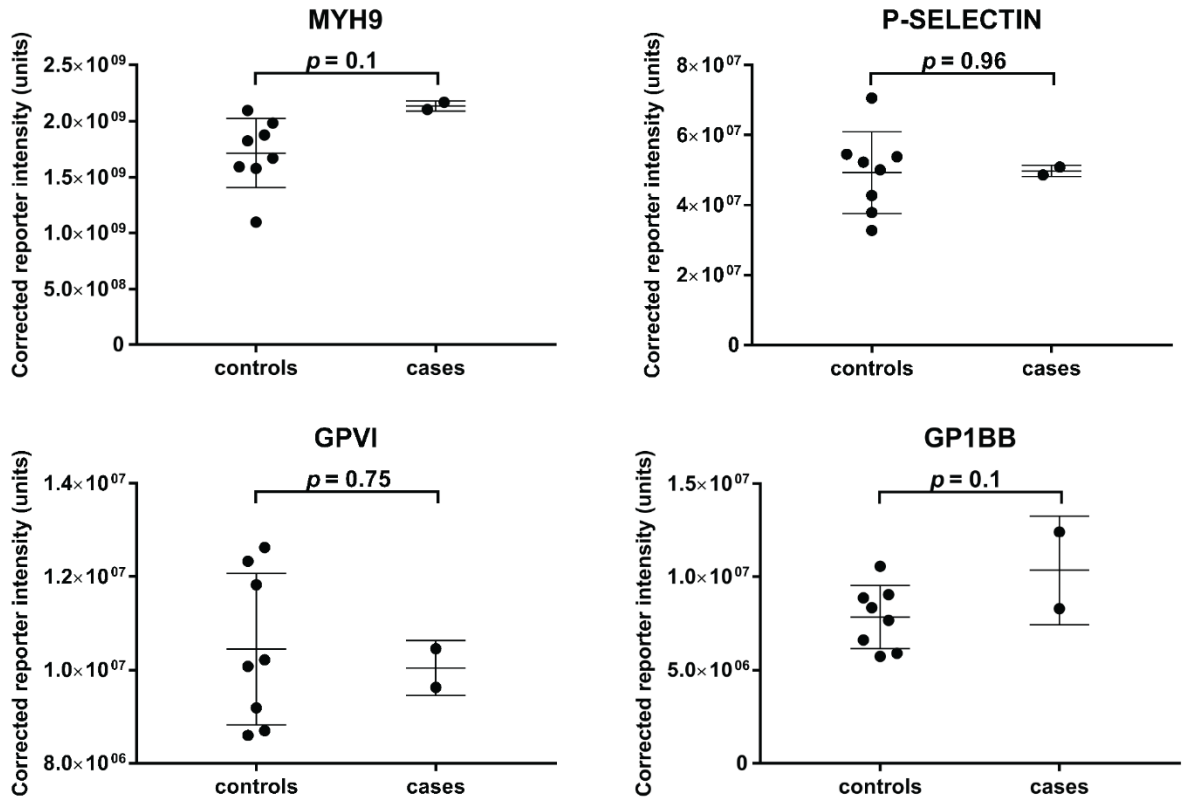 MYH9
Corrected reporter intensity (units)
p = 0.1
2.5×10⁰⁹
2.0×10⁰⁹
1.5×10⁰⁹
1.0×10⁰⁹
5.0×10⁰⁸
0
controls cases
P-SELECTIN
Corrected reporter intensity (units)
p = 0.96
8×10⁰⁷
6×10⁰⁷
4×10⁰⁷
2×10⁰⁷
0
controls cases
GPVI
Corrected reporter intensity (units)
p = 0.75
1.4×10⁰⁷
1.2×10⁰⁷
1.0×10⁰⁷
8.0×10⁰⁶
controls cases
GP1BB
Corrected reporter intensity (units)
p = 0.1
1.5×10⁰⁷
1.0×10⁰⁷
5.0×10⁰⁶
0
controls cases